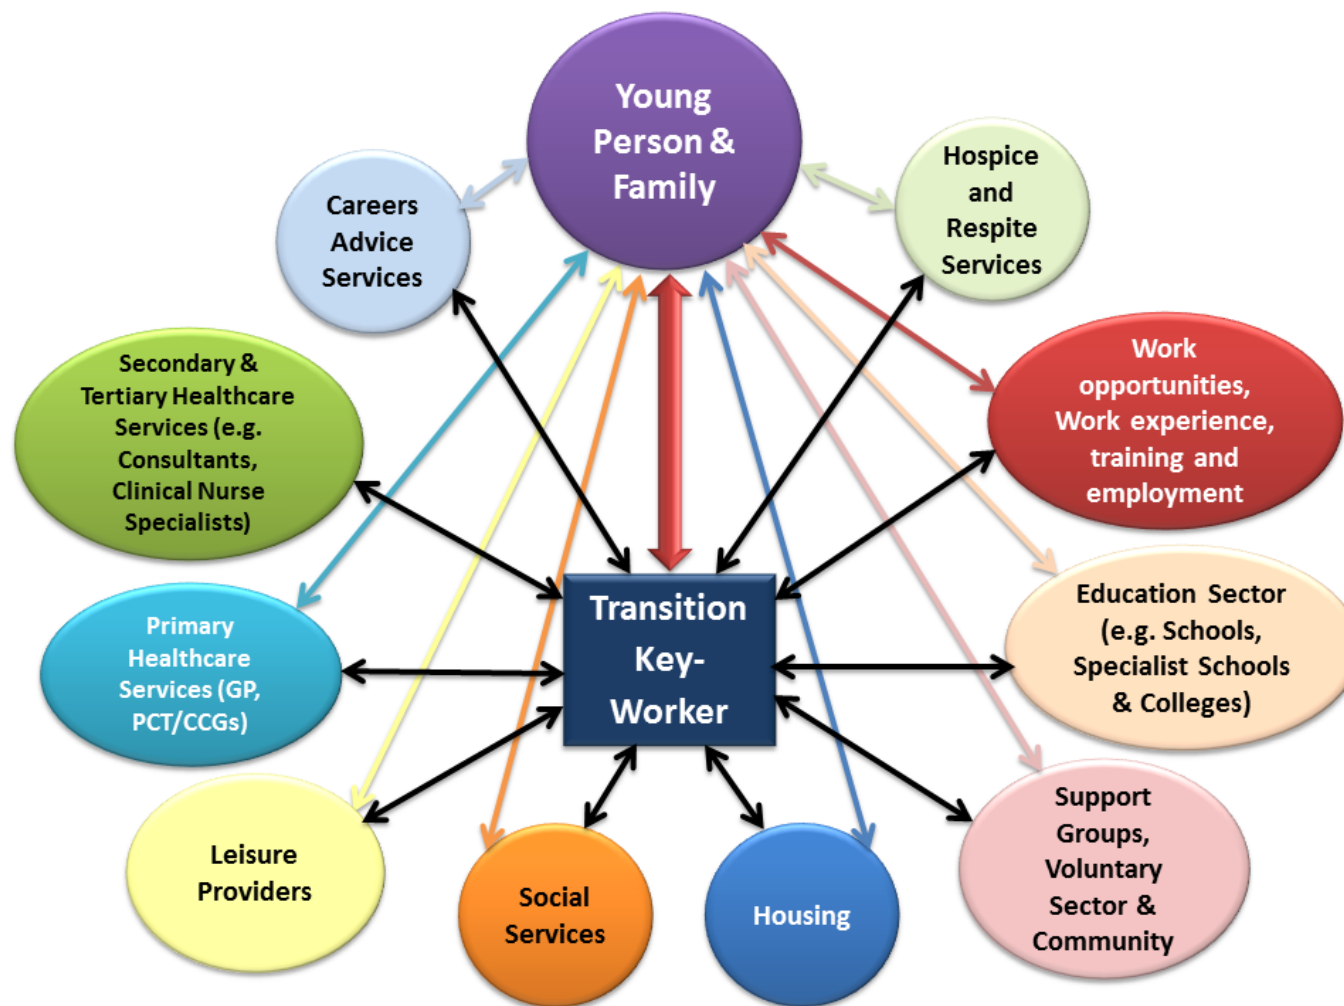 Young
Person &
Family
Careers
Advice
Services
Hospice
and
Respite
Services
Secondary &
Tertiary Healthcare
Services (e.g.
Consultants,
Clinical Nurse
Specialists)
Work
opportunities,
Work experience,
training and
employment
Transition
Key-
Worker
Primary
Healthcare
Services (GP,
PCT/CCGs)
Education Sector
(e.g. Schools,
Specialist Schools
& Colleges)
Leisure
Providers
Social
Services
Housing
Support
Groups,
Voluntary
Sector &
Community